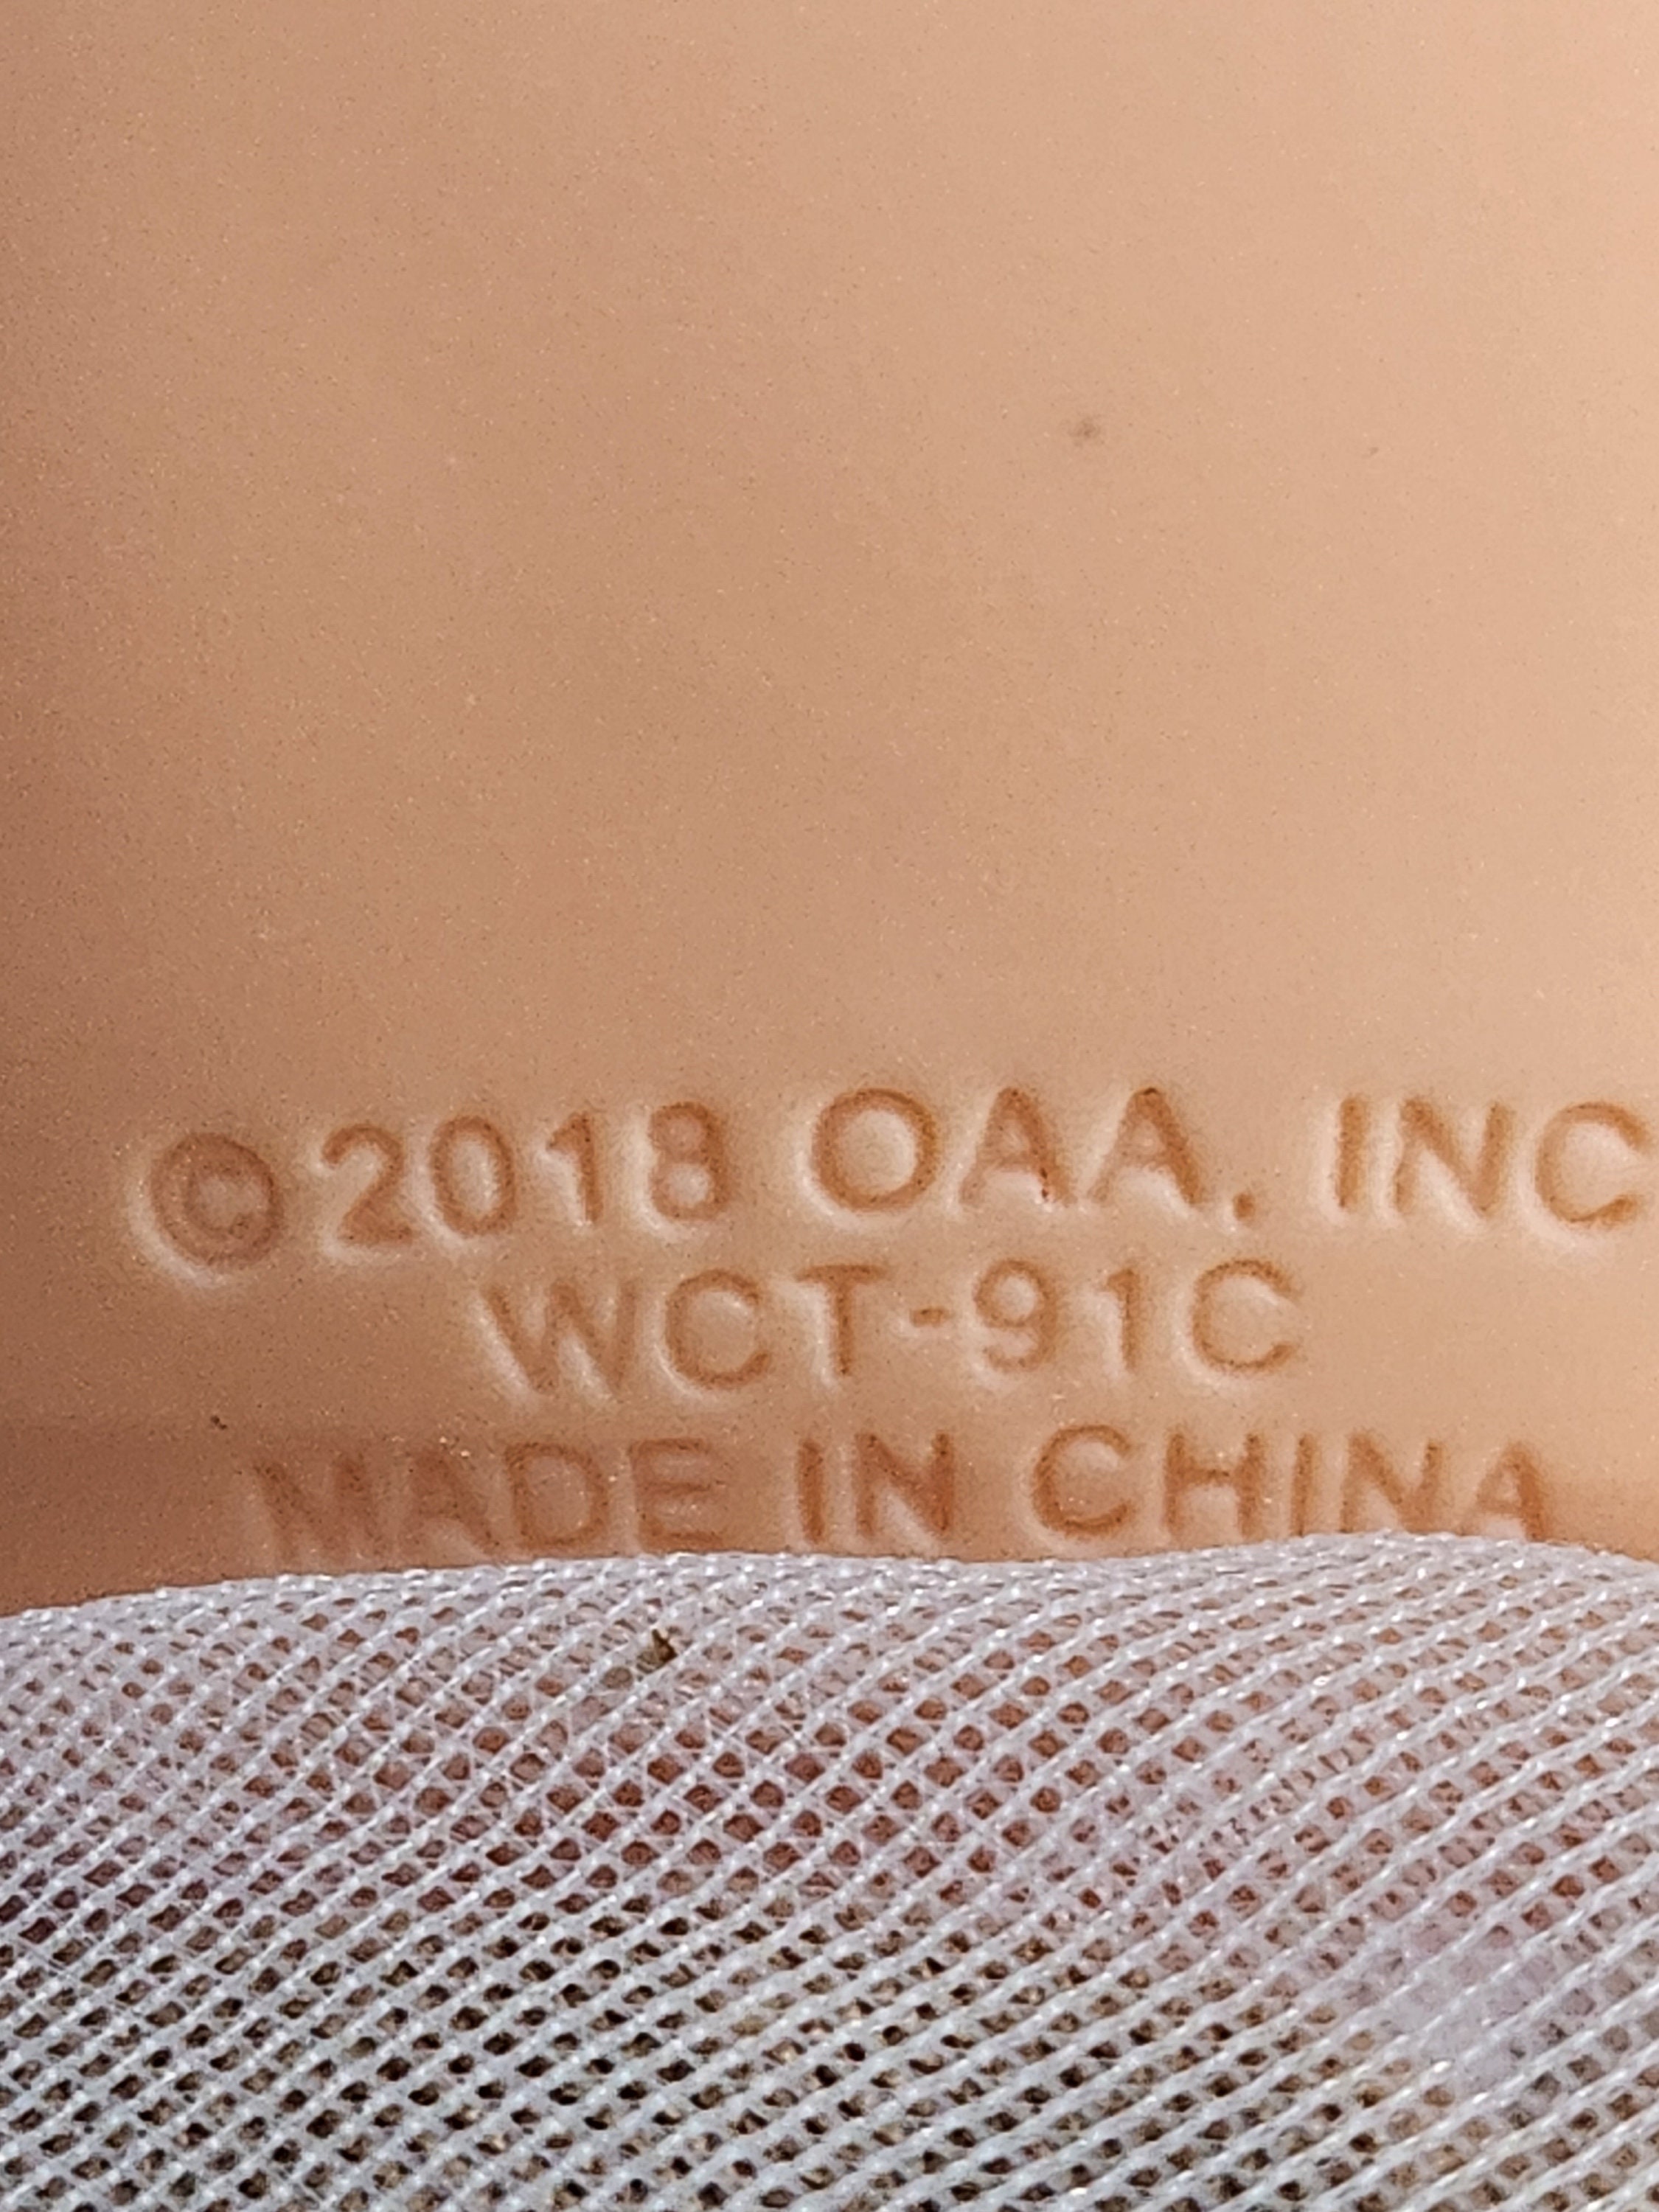 ©2018 OAA, INC
WCT-91C
MADE IN CHINA